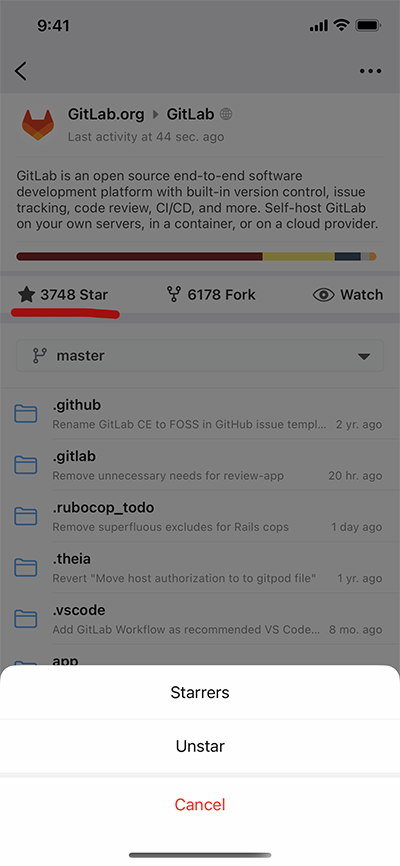 9:41
GitLab.org GitLab
Last activity at 44 sec. ago
GitLab is an open source end-to-end software
development platform with built-in version control, issue
tracking, code review, CI/CD, and more. Self-host GitLab
on your own servers, in a container, or on a cloud provider.
3748 Star 6178 Fork Watch
master
.github
Rename GitLab CE to FOSS in GitHub issue templ... 2 yr. ago
.gitlab
Remove unnecessary needs for review-app 20 hr. ago
.rubocop_todo
Remove superfluous excludes for Rails cops 1 day ago
.theia
Revert "Move host authorization to to gitpod file" 1 yr. ago
.vscode
Add GitLab Workflow as recommended VS Code... 8 mo. ago
app
Starrers
Unstar
Cancel